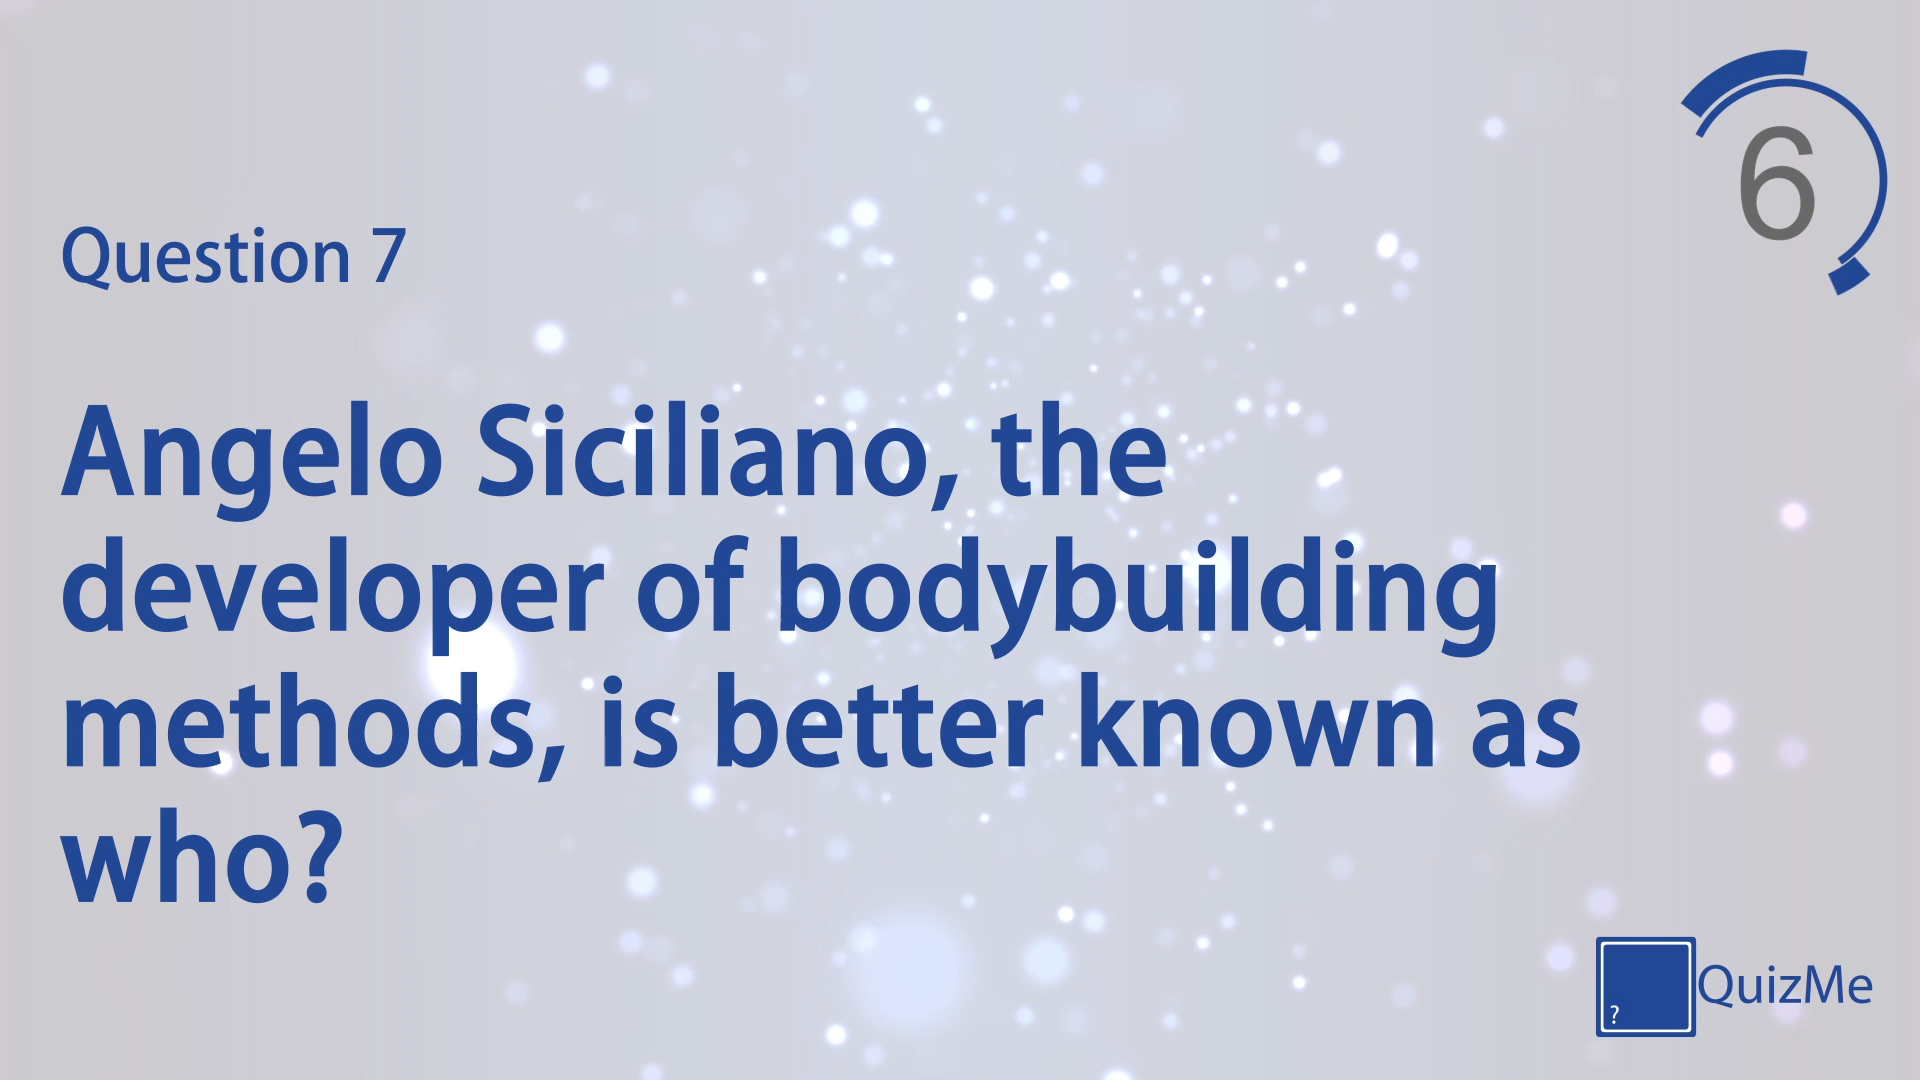 6
Question 7
Angelo Siciliano, the
developer of bodybuilding
methods, is better known as
who?
?
QuizMe